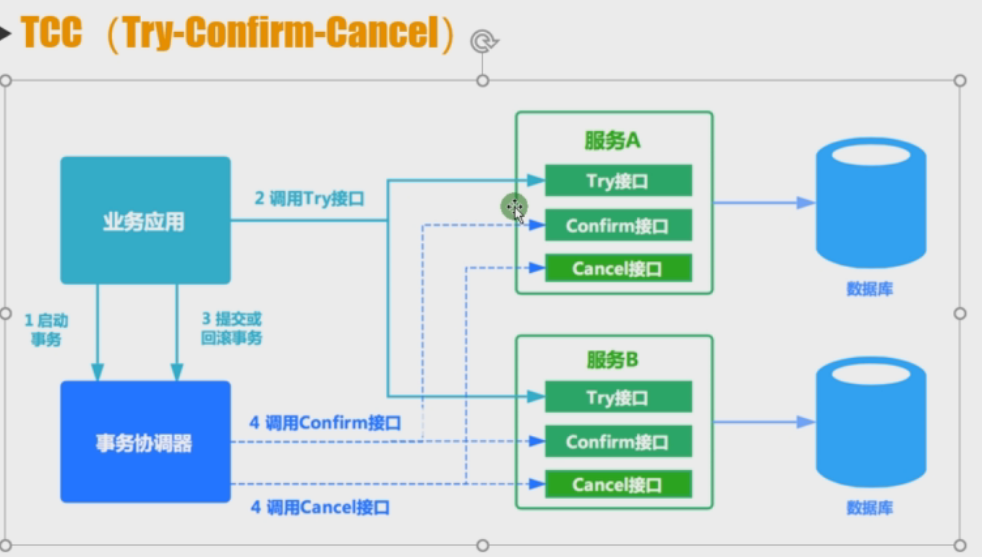 TCC（Try-Confirm-Cancel）
业务应用
1 启动
事务
3 提交或
回滚事务
事务协调器
2 调用Try接口
4 调用Confirm接口
4 调用Cancel接口
服务A
Try接口
Confirm接口
Cancel接口
数据库
服务B
Try接口
Confirm接口
Cancel接口
数据库